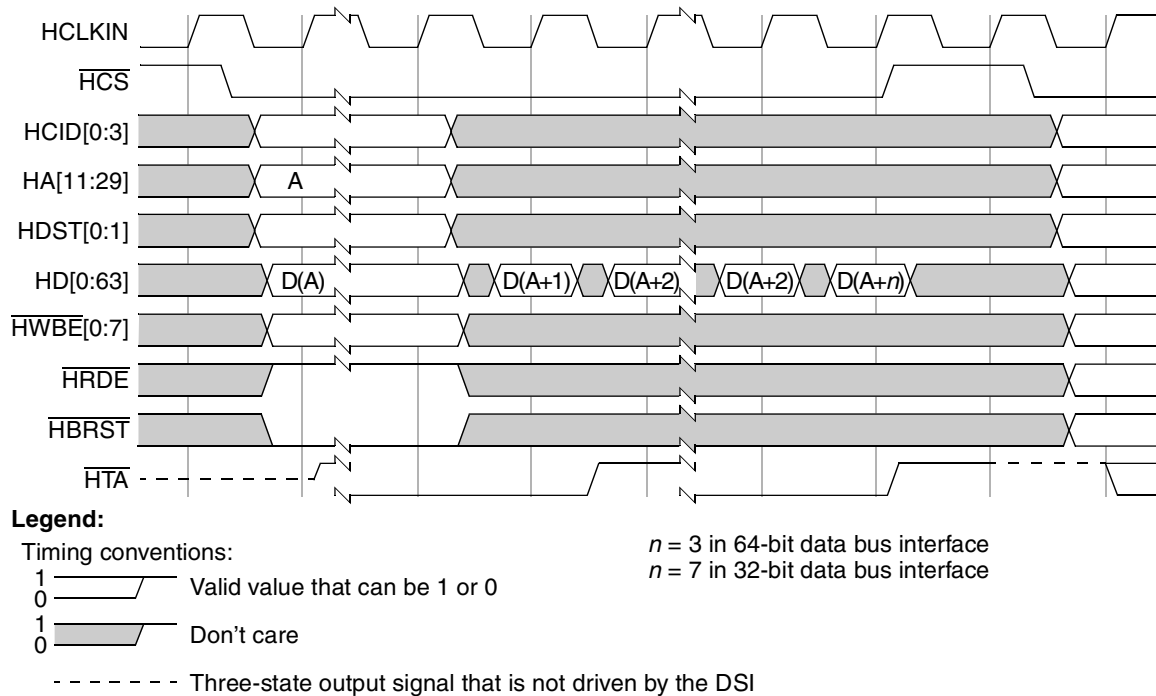 HCLKIN
HCS
HCID[0:3]
HA[11:29] A
HDST[0:1]
HD[0:63] D(A) D(A+1) D(A+2) D(A+2) D(A+n)
HWBE[0:7]
HRDE
HBRST
HTA
Legend:
Timing conventions:
1
0 Valid value that can be 1 or 0
1
0 Don't care
Three-state output signal that is not driven by the DSI
n = 3 in 64-bit data bus interface
n = 7 in 32-bit data bus interface